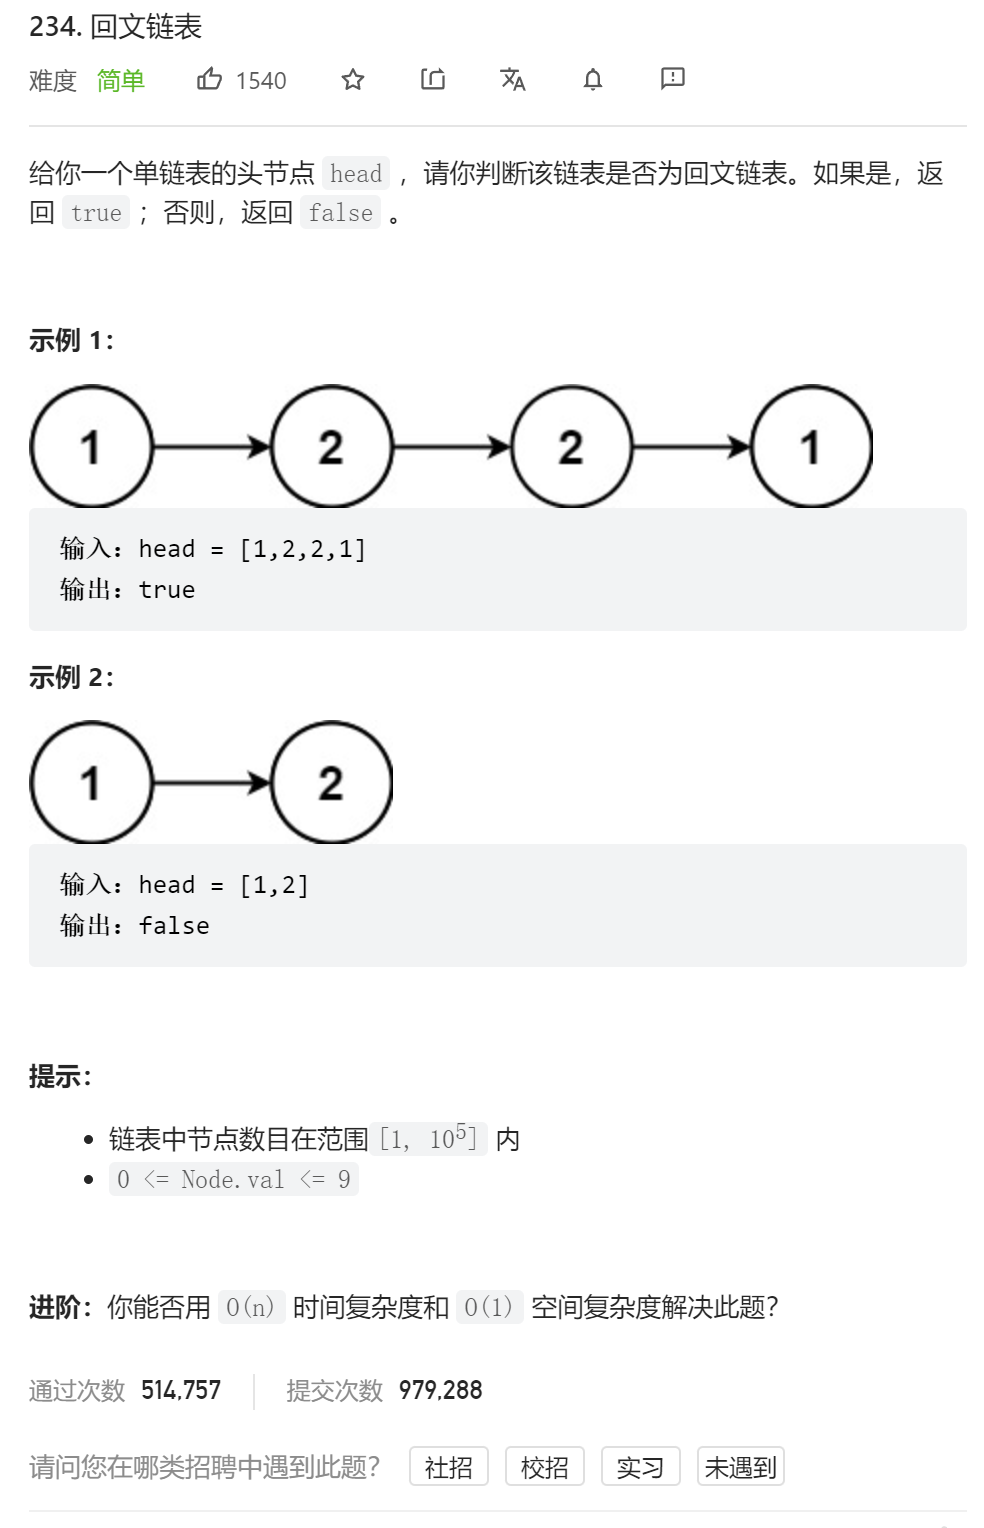 234. 回文链表
难度 简单 1540
给你一个单链表的头节点 head ，请你判断该链表是否为回文链表。如果是，返
回 true ；否则，返回 false 。
示例 1：
1 2 2 1
输入：head = [1,2,2,1]
输出：true
示例 2：
1 2
输入：head = [1,2]
输出：false
提示：
链表中节点数目在范围[1, 10⁵] 内
0 <= Node.val <= 9
进阶：你能否用 O(n) 时间复杂度和 O(1) 空间复杂度解决此题？
通过次数 514,757 提交次数 979,288
请问您在哪类招聘中遇到此题？ 社招 校招 实习 未遇到